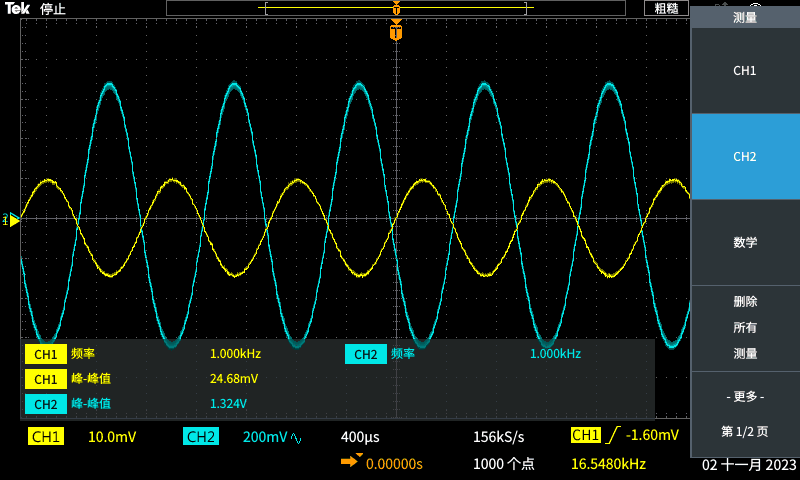 Tek 停止
T
粗糙
测量
T
CH1
CH2
数学
删除
所有
测量
CH1 频率 1.000kHz CH2 频率 1.000kHz
CH1 峰-峰值 24.68mV
CH2 峰-峰值 1.324V
- 更多 -
第 1/2 页
CH1 10.0mV CH2 200mV 400µs 156kS/s CH1 -1.60mV
0.00000s 1000 个点 16.5480kHz 02 十一月 2023